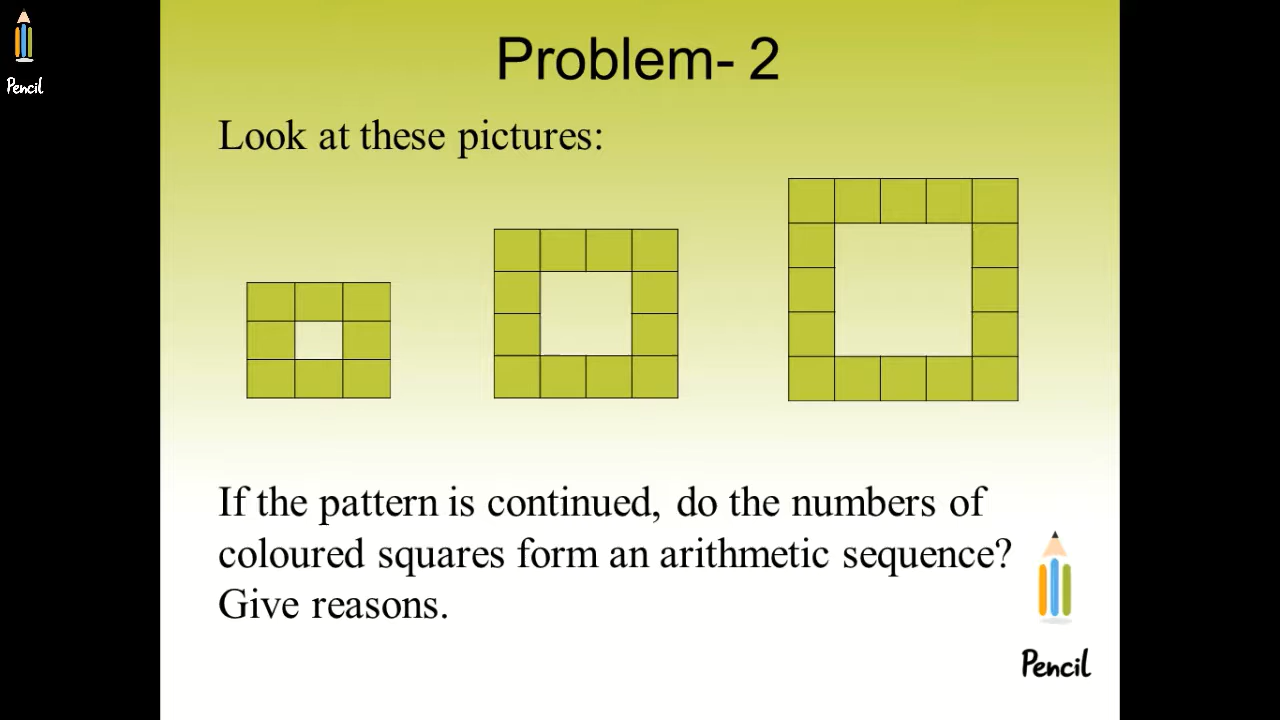 Pencil
Problem- 2
Look at these pictures:
If the pattern is continued, do the numbers of
coloured squares form an arithmetic sequence?
Give reasons.
Pencil